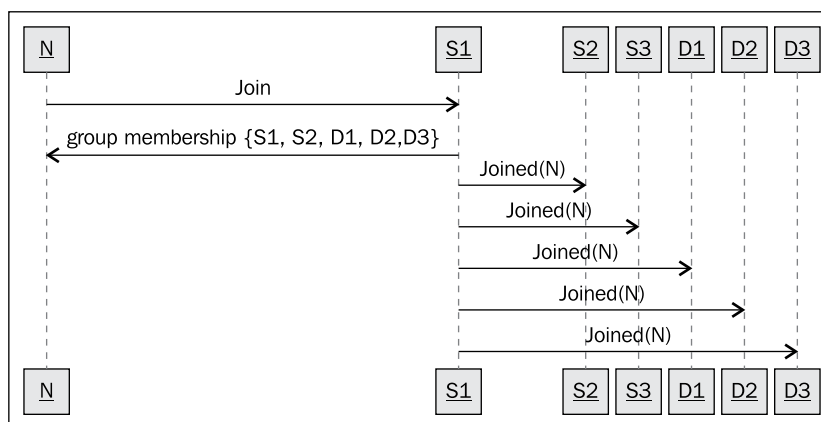 N S1 S2 S3 D1 D2 D3
Join
group membership {S1, S2, D1, D2,D3}
Joined(N)
Joined(N)
Joined(N)
Joined(N)
Joined(N)
N S1 S2 S3 D1 D2 D3